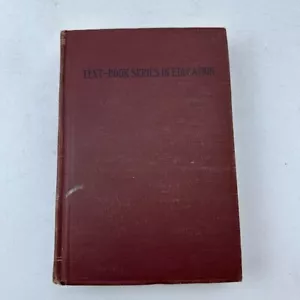 TEXT-BOOK SERIES IN EDUCATION